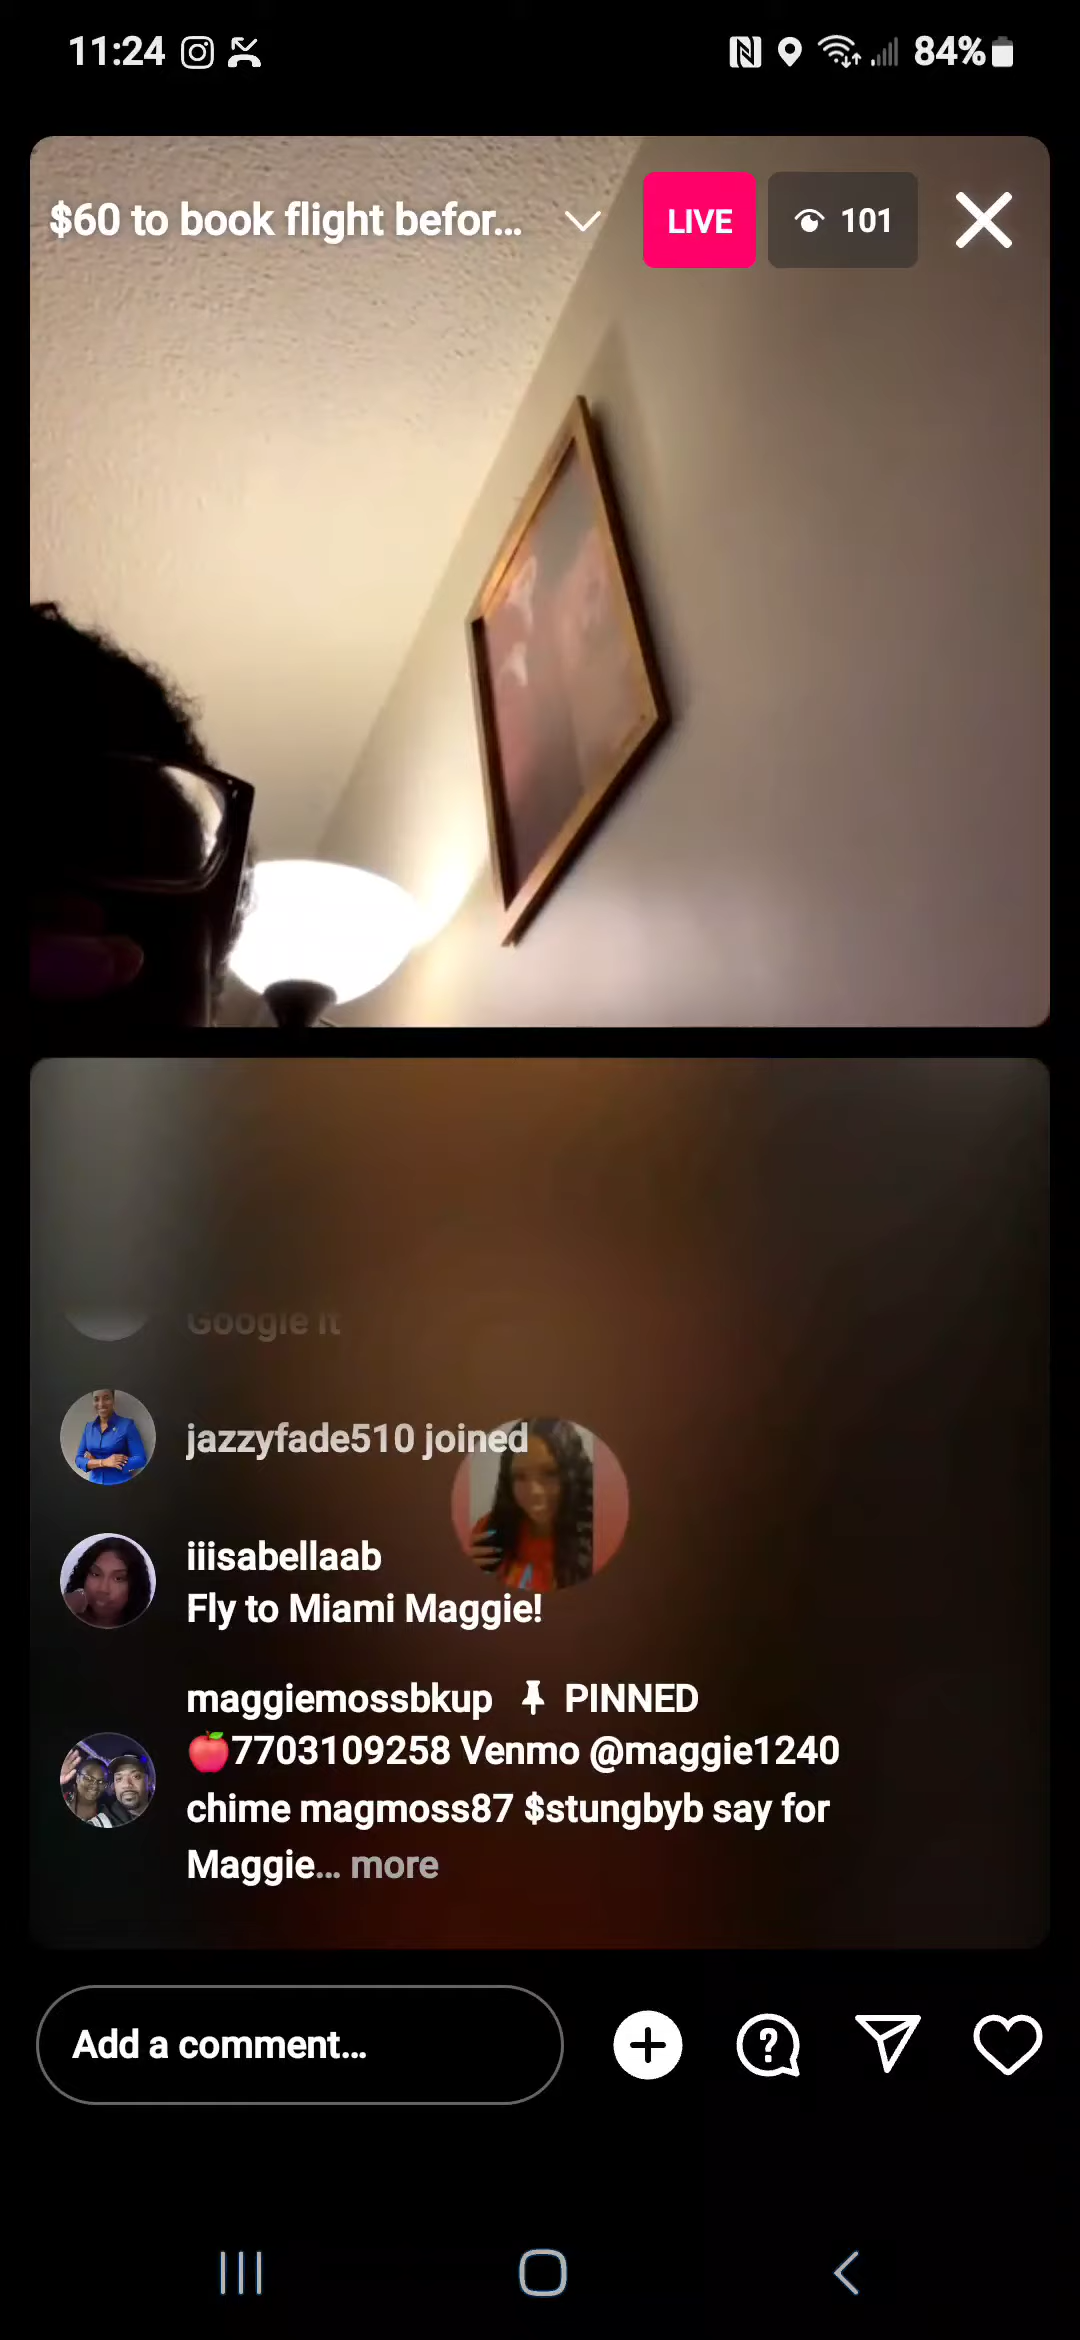 11:24 84%
$60 to book flight befor...
LIVE 101
Google it
jazzyfade510 joined
iiisabellaab
Fly to Miami Maggie!
maggiemossbkup 📌 PINNED
🍎7703109258 Venmo @maggie1240
chime magmoss87 $stungbyb say for
Maggie... more
Add a comment...